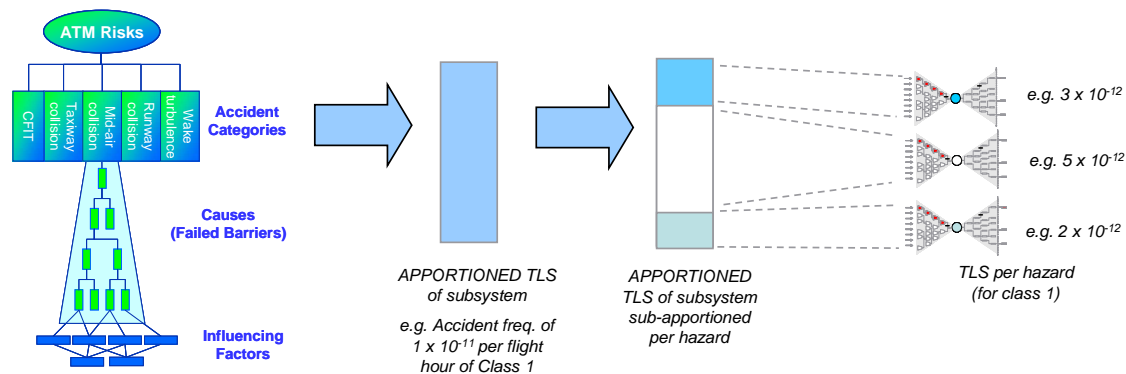 ATM Risks
CFIT
Taxiway
collision
Mid-air
collision
Runway
collision
Wake
turbulence
Accident
Categories
Causes
(Failed Barriers)
Influencing
Factors
APPORTIONED TLS
of subsystem
e.g. Accident freq. of
1 x 10⁻¹¹ per flight
hour of Class 1
APPORTIONED
TLS of subsystem
sub-apportioned
per hazard
e.g. 3 x 10⁻¹²
e.g. 5 x 10⁻¹²
e.g. 2 x 10⁻¹²
TLS per hazard
(for class 1)